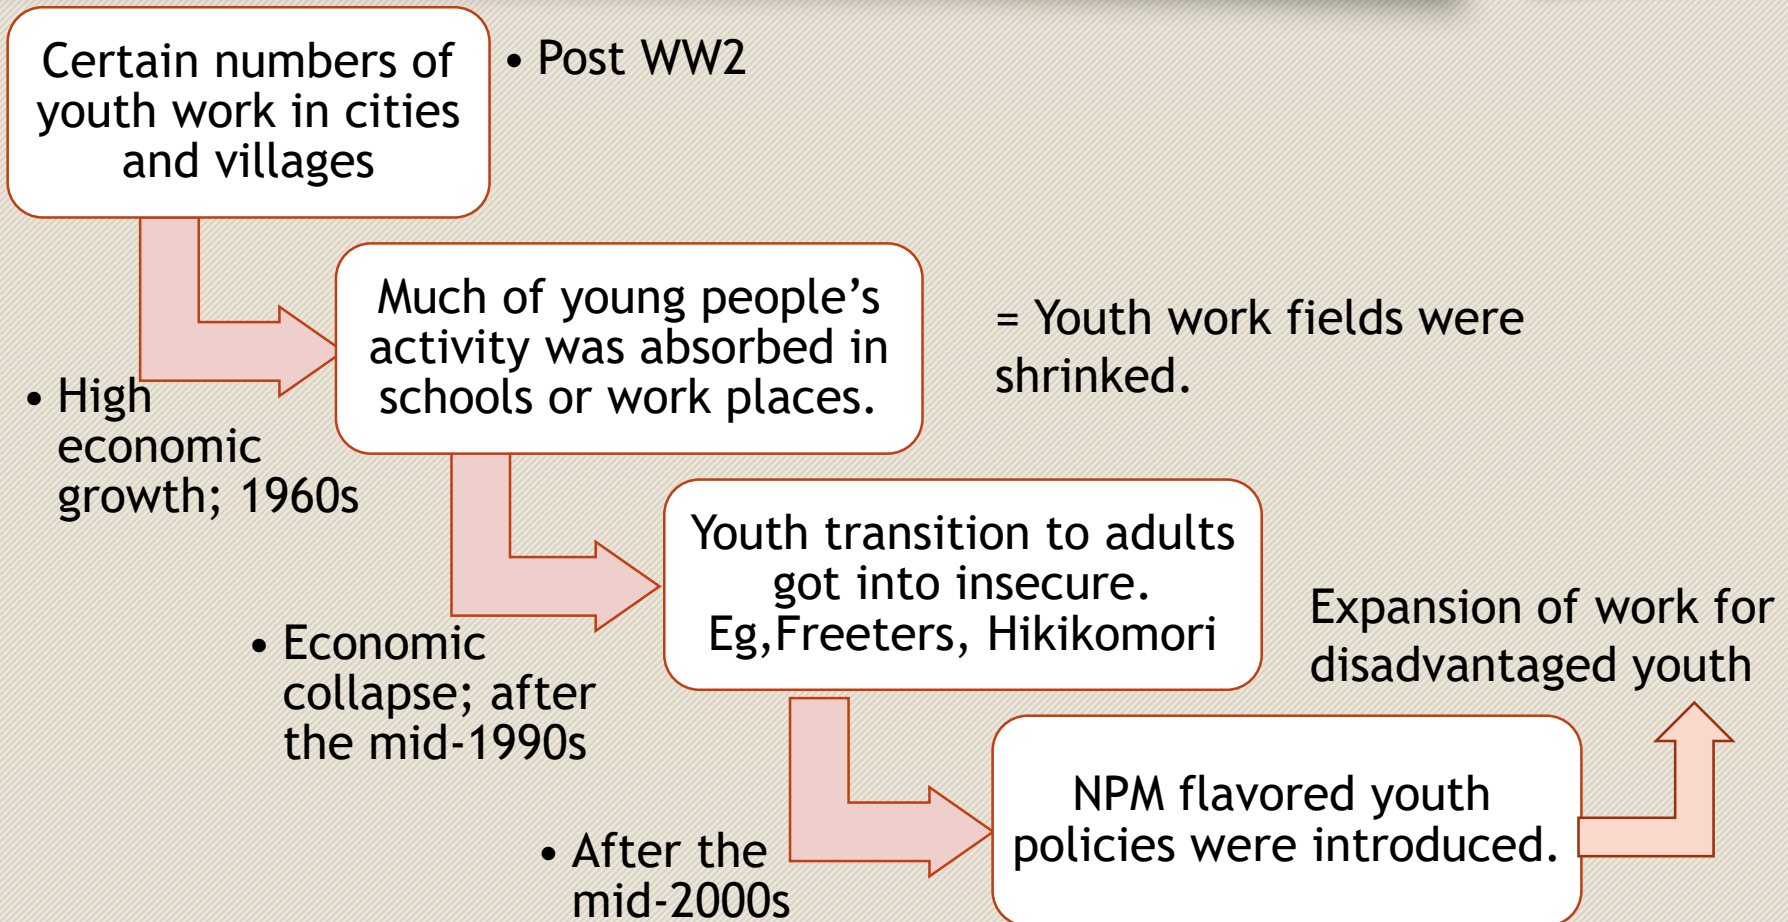 Certain numbers of
youth work in cities
and villages
• Post WW2
Much of young people’s
activity was absorbed in
schools or work places.
= Youth work fields were
shrinked.
• High
economic
growth; 1960s
Youth transition to adults
got into insecure.
Eg,Freeters, Hikikomori
Expansion of work for
disadvantaged youth
• Economic
collapse; after
the mid-1990s
NPM flavored youth
policies were introduced.
• After the
mid-2000s